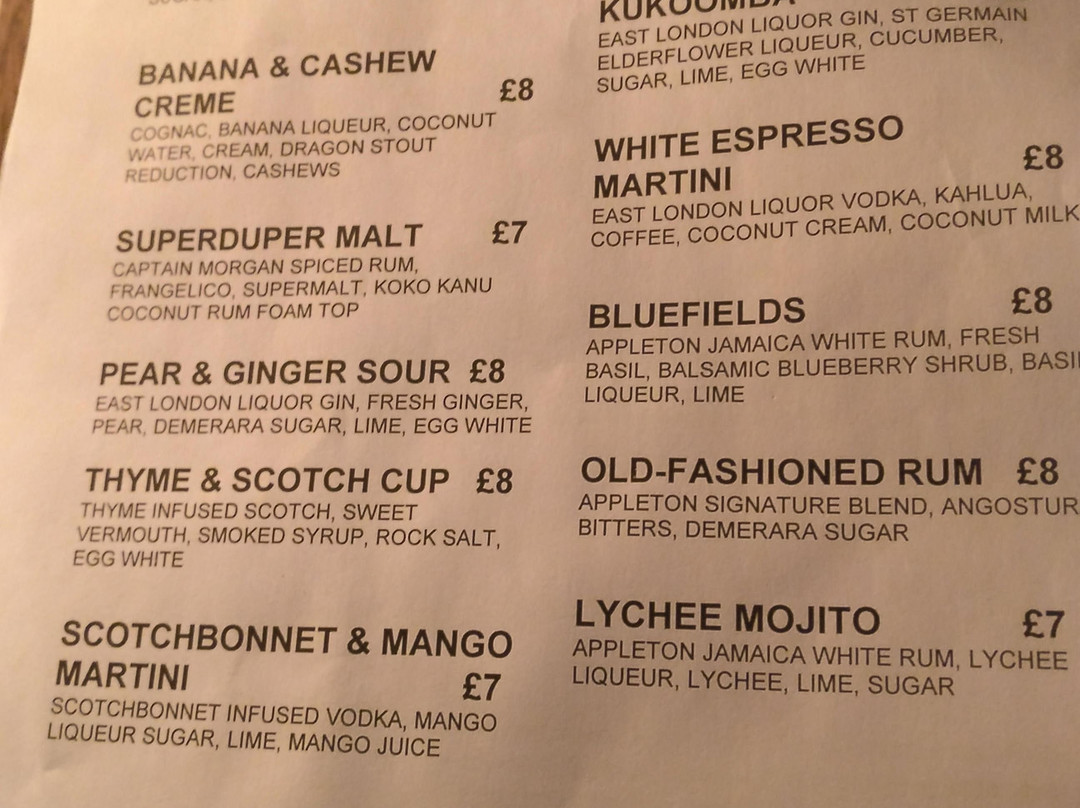 BANANA & CASHEW
CREME £8
COGNAC, BANANA LIQUEUR, COCONUT
WATER, CREAM, DRAGON STOUT
REDUCTION, CASHEWS
SUPERDUPER MALT £7
CAPTAIN MORGAN SPICED RUM,
FRANGELICO, SUPERMALT, KOKO KANU
COCONUT RUM FOAM TOP
PEAR & GINGER SOUR £8
EAST LONDON LIQUOR GIN, FRESH GINGER,
PEAR, DEMERARA SUGAR, LIME, EGG WHITE
THYME & SCOTCH CUP £8
THYME INFUSED SCOTCH, SWEET
VERMOUTH, SMOKED SYRUP, ROCK SALT,
EGG WHITE
SCOTCHBONNET & MANGO
MARTINI £7
SCOTCHBONNET INFUSED VODKA, MANGO
LIQUEUR SUGAR, LIME, MANGO JUICE
KUKOOMBA
EAST LONDON LIQUOR GIN, ST GERMAIN
ELDERFLOWER LIQUEUR, CUCUMBER,
SUGAR, LIME, EGG WHITE
WHITE ESPRESSO
MARTINI £8
EAST LONDON LIQUOR VODKA, KAHLUA,
COFFEE, COCONUT CREAM, COCONUT MILK
BLUEFIELDS £8
APPLETON JAMAICA WHITE RUM, FRESH
BASIL, BALSAMIC BLUEBERRY SHRUB, BASI
LIQUEUR, LIME
OLD-FASHIONED RUM £8
APPLETON SIGNATURE BLEND, ANGOSTUR
BITTERS, DEMERARA SUGAR
LYCHEE MOJITO £7
APPLETON JAMAICA WHITE RUM, LYCHEE
LIQUEUR, LYCHEE, LIME, SUGAR